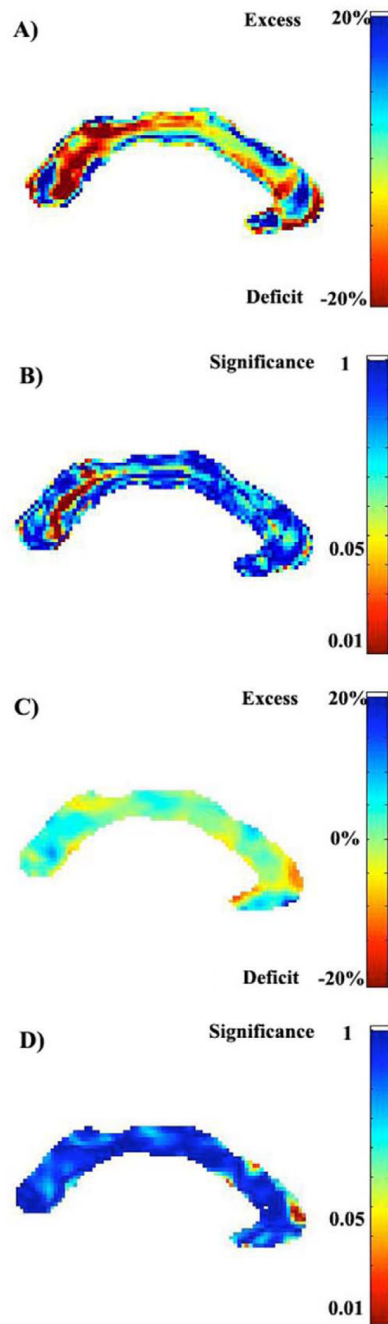 A)
Excess 20%
Deficit -20%
B)
Significance 1
0.05
0.01
C)
Excess 20%
0%
Deficit -20%
D)
Significance 1
0.05
0.01